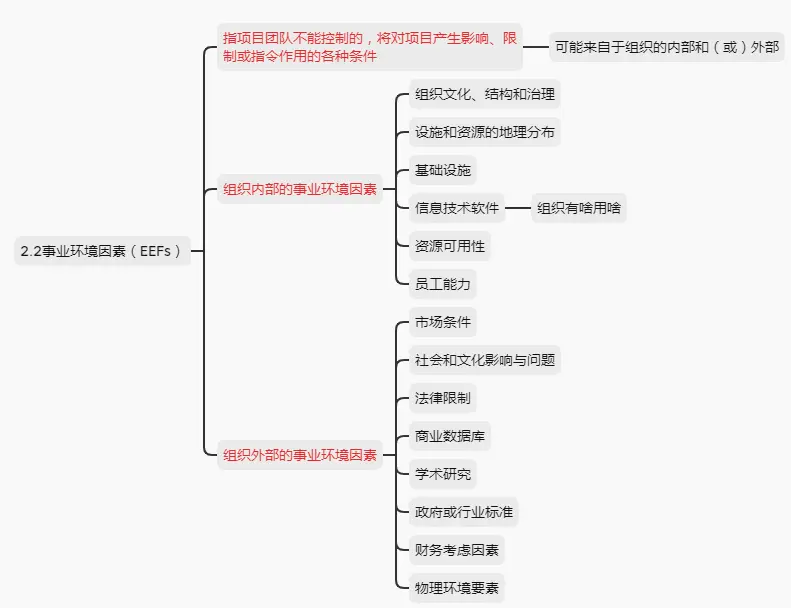 指项目团队不能控制的，将对项目产生影响、限
制或指令作用的各种条件
可能来自于组织的内部和（或）外部
组织文化、结构和治理
设施和资源的地理分布
基础设施
组织内部的事业环境因素
信息技术软件
组织有啥用啥
资源可用性
员工能力
2.2事业环境因素（EEFs）
市场条件
社会和文化影响与问题
法律限制
商业数据库
组织外部的事业环境因素
学术研究
政府或行业标准
财务考虑因素
物理环境要素